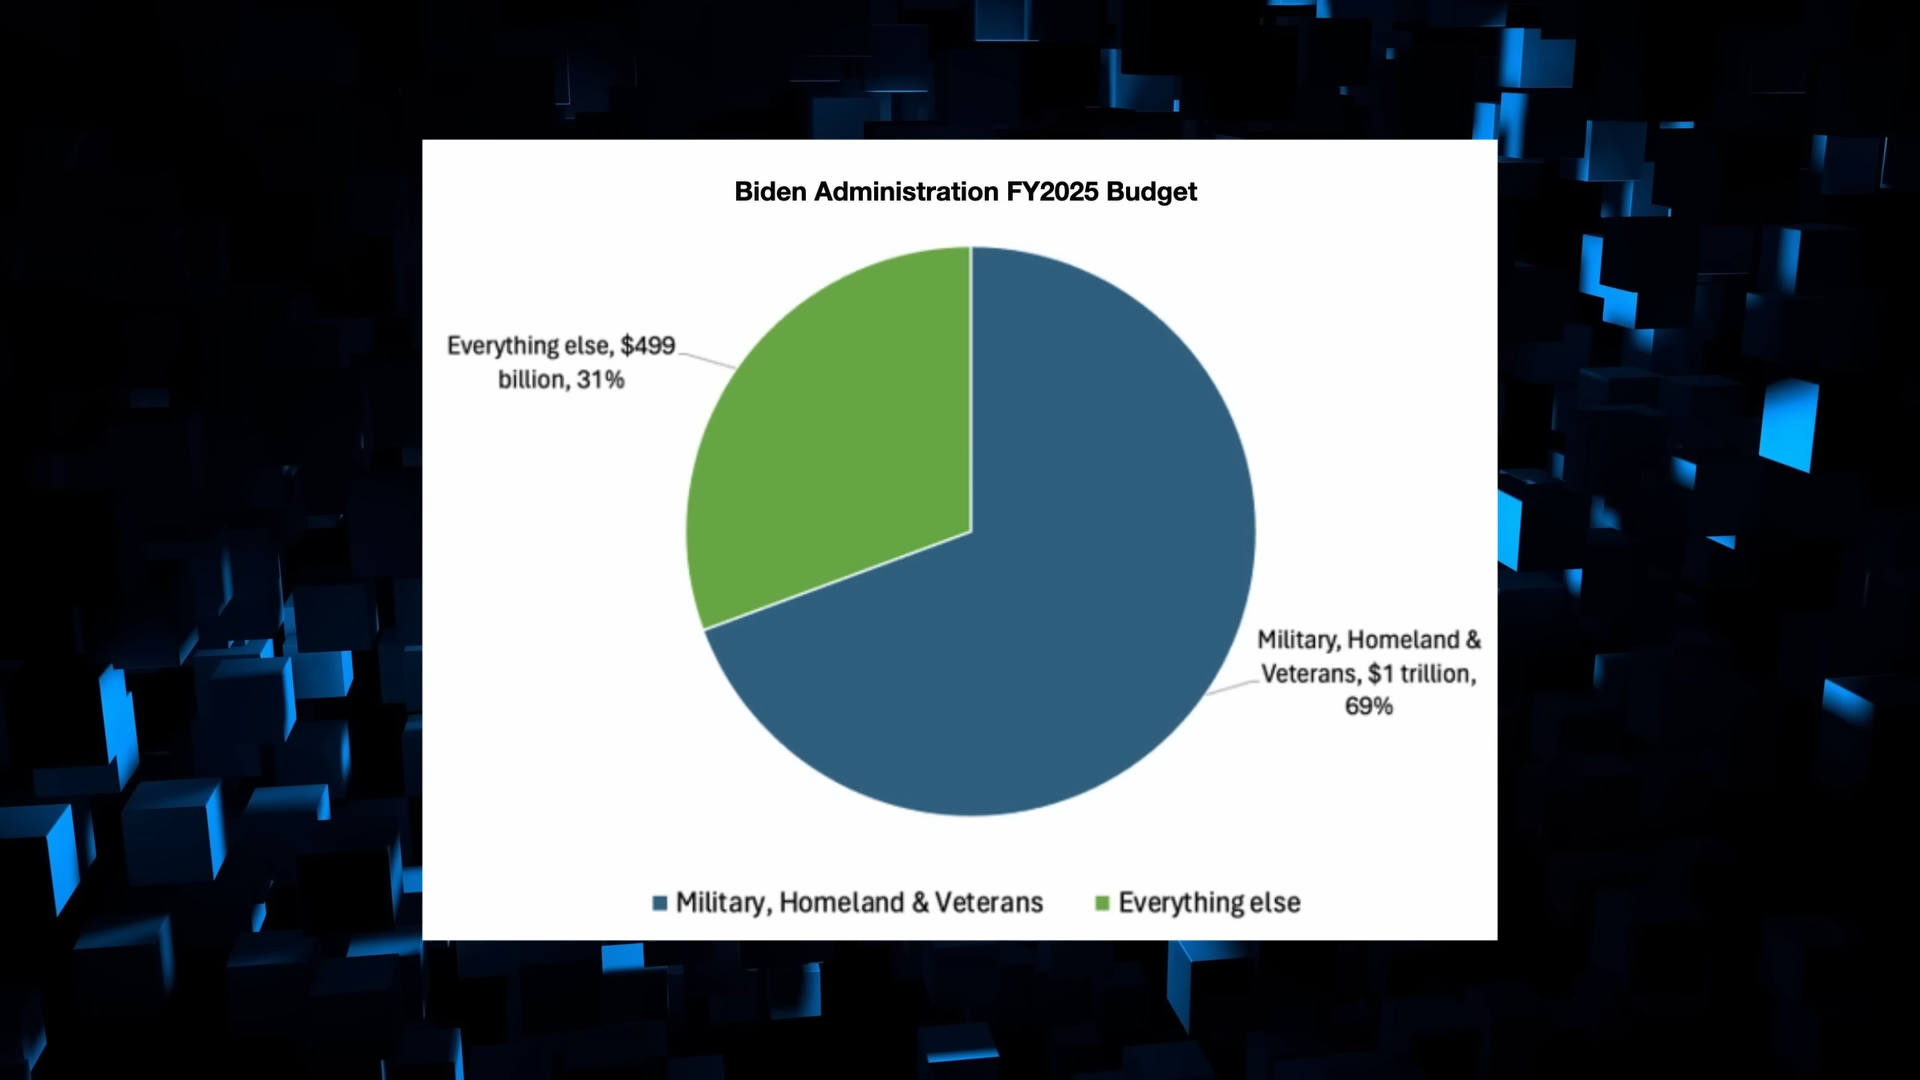 Biden Administration FY2025 Budget
Everything else, $499
billion, 31%
Military, Homeland &
Veterans, $1 trillion,
69%
Military, Homeland & Veterans
Everything else